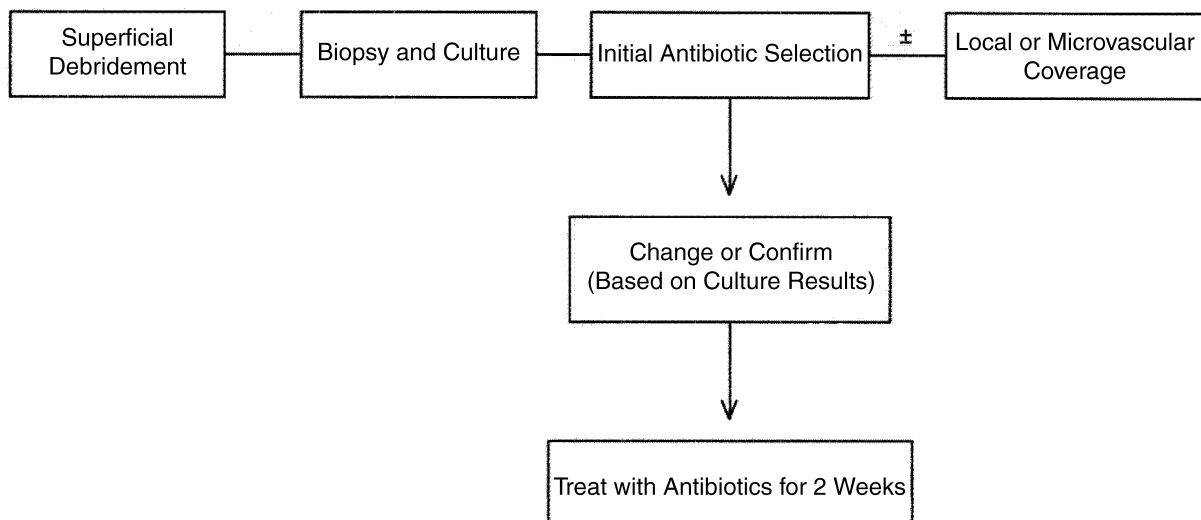 Superficial
Debridement
Biopsy and Culture
Initial Antibiotic Selection
±
Local or Microvascular
Coverage
Change or Confirm
(Based on Culture Results)
Treat with Antibiotics for 2 Weeks